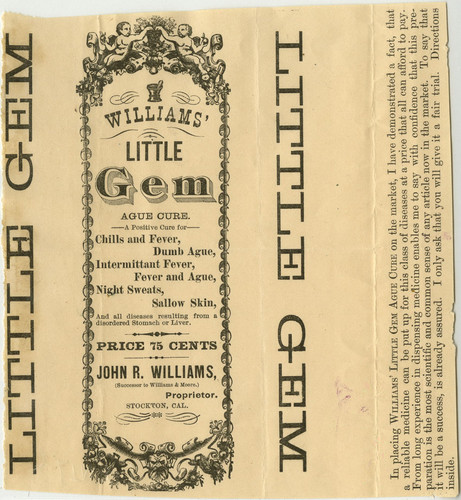 LITTLE GEM
WILLIAMS'
LITTLE
Gem
AGUE CURE.
—A Positive Cure for—
Chills and Fever,
Dumb Ague,
Intermittant Fever,
Fever and Ague,
Night Sweats,
Sallow Skin,
And all diseases resulting from a
disordered Stomach or Liver.
PRICE 75 CENTS
JOHN R. WILLIAMS,
(Successor to Williams & Moore.)
Proprietor.
STOCKTON, CAL.
LITTLE GEM
In placing WILLIAMS' LITTLE GEM AGUE CURE on the market, I have demonstrated a fact, that
a reliable medicine can be put up for this class of diseases at a price that all can afford to pay.
From long experience in dispensing medicine enables me to say with confidence that this pre-
paration is the most scientific and common sense of any article now in the market. To say that
it will be a success, is already assured. I only ask that you will give it a fair trial. Directions
inside.